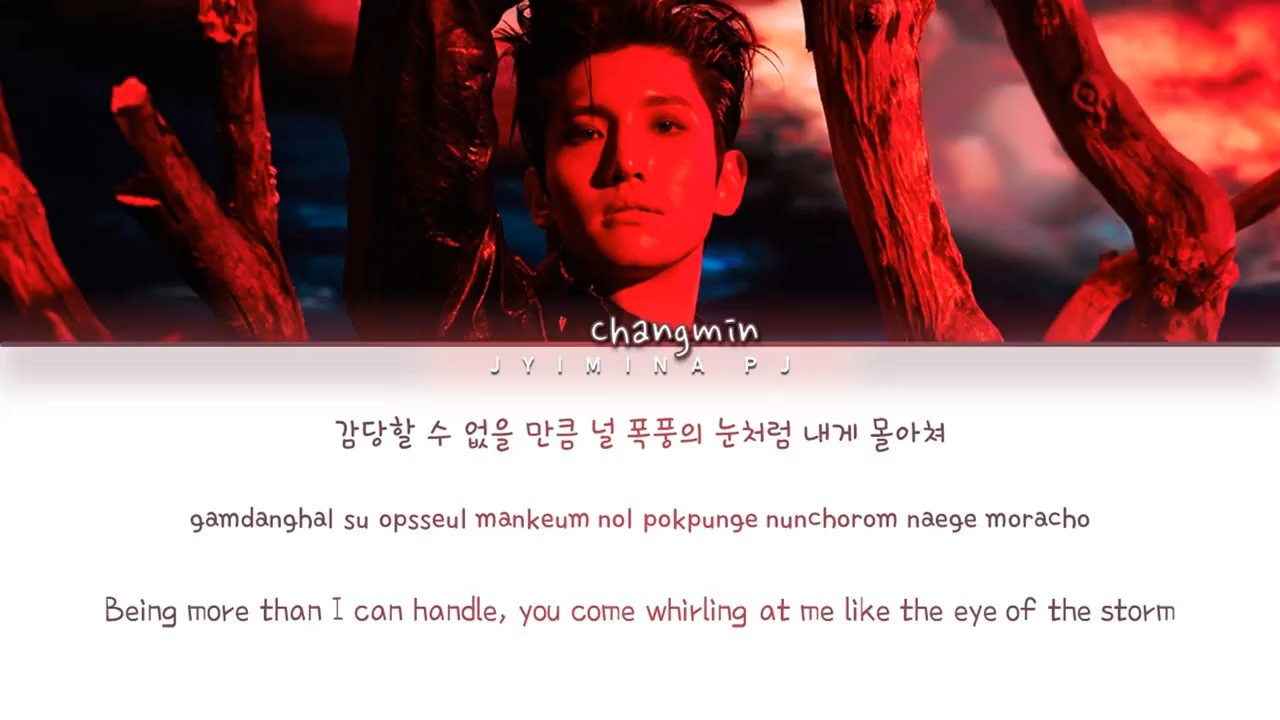 changmin
JYIMINA PJ
감당할 수 없을 만큼 널 폭풍의 눈처럼 내게 몰아쳐
gamdanghal su opsseul mankeum nol pokpunge nunchorom naege moracho
Being more than I can handle, you come whirling at me like the eye of the storm